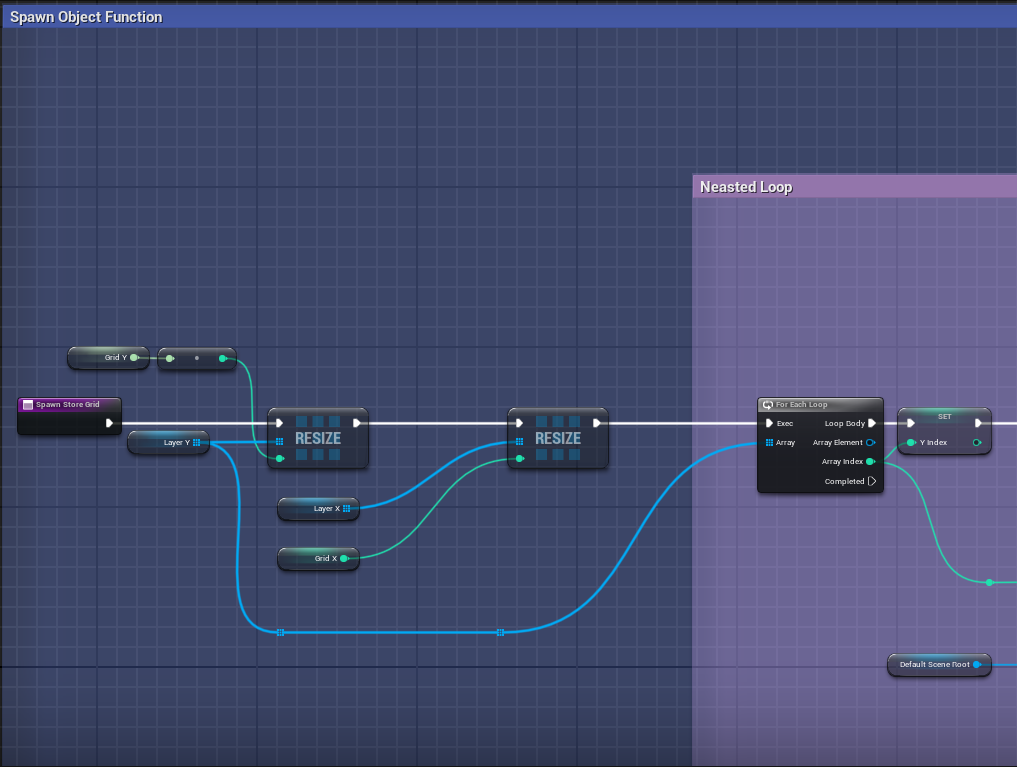 Spawn Object Function
Neasted Loop
Grid Y
Spawn Store Grid
Layer Y
RESIZE
RESIZE
For Each Loop
Exec
Loop Body
Array
Array Element
Array Index
Completed
SET
Y Index
Layer X
Grid X
Default Scene Root